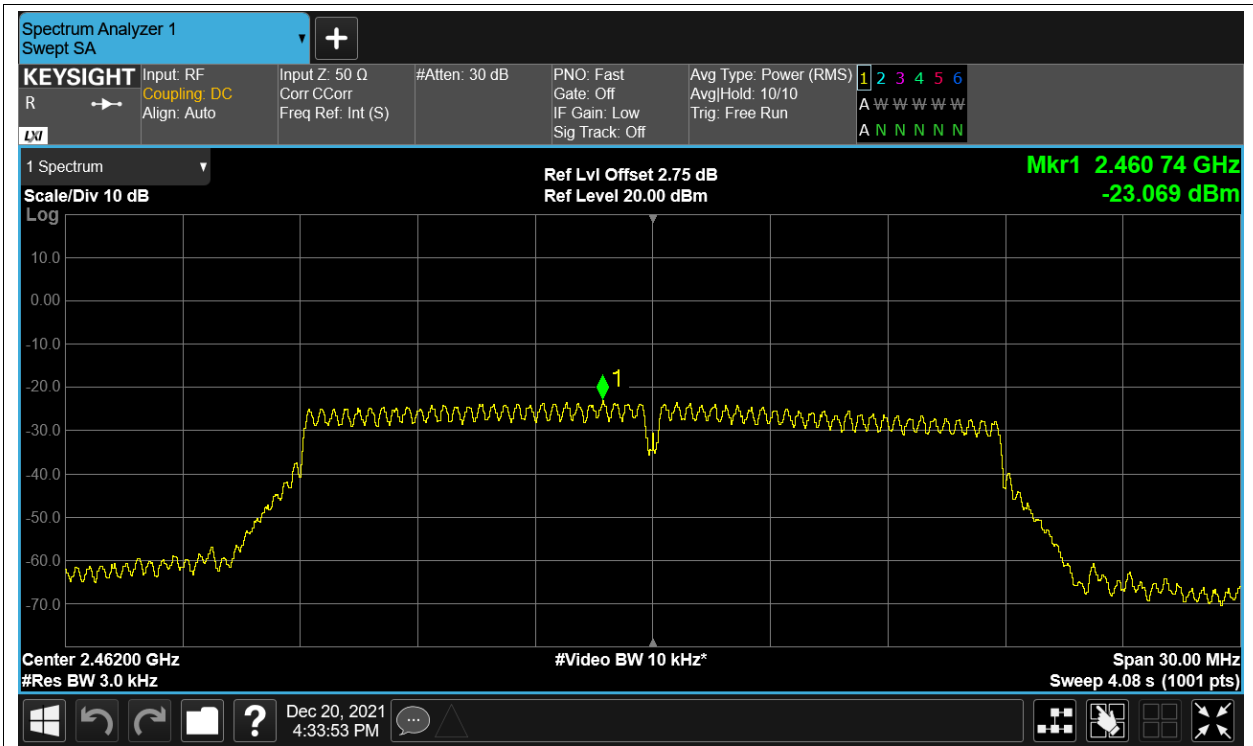 Spectrum Analyzer 1
Swept SA
KEYSIGHT
R
LXI
Input: RF
Coupling: DC
Align: Auto
Input Z: 50 Ω
Corr CCorr
Freq Ref: Int (S)
#Atten: 30 dB
PNO: Fast
Gate: Off
IF Gain: Low
Sig Track: Off
Avg Type: Power (RMS)
Avg|Hold: 10/10
Trig: Free Run
1 2 3 4 5 6
A W W W W W
A N N N N N
1 Spectrum
Scale/Div 10 dB
Log
Ref Lvl Offset 2.75 dB
Ref Level 20.00 dBm
Mkr1 2.460 74 GHz
-23.069 dBm
10.0
0.00
-10.0
-20.0
-30.0
-40.0
-50.0
-60.0
-70.0
1
Center 2.46200 GHz
#Res BW 3.0 kHz
#Video BW 10 kHz*
Span 30.00 MHz
Sweep 4.08 s (1001 pts)
?
Dec 20, 2021
4:33:53 PM